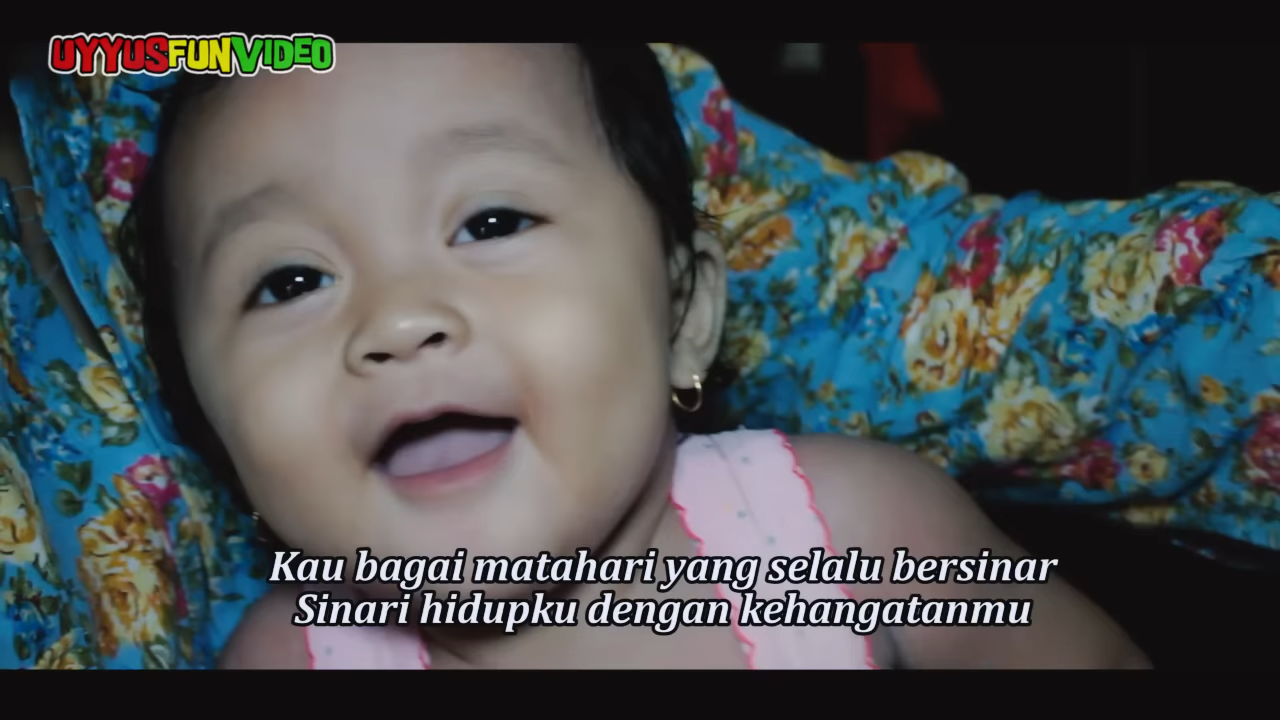 UYYUSFUNVIDEO
Kau bagai matahari yang selalu bersinar
Sinari hidupku dengan kehangatanmu